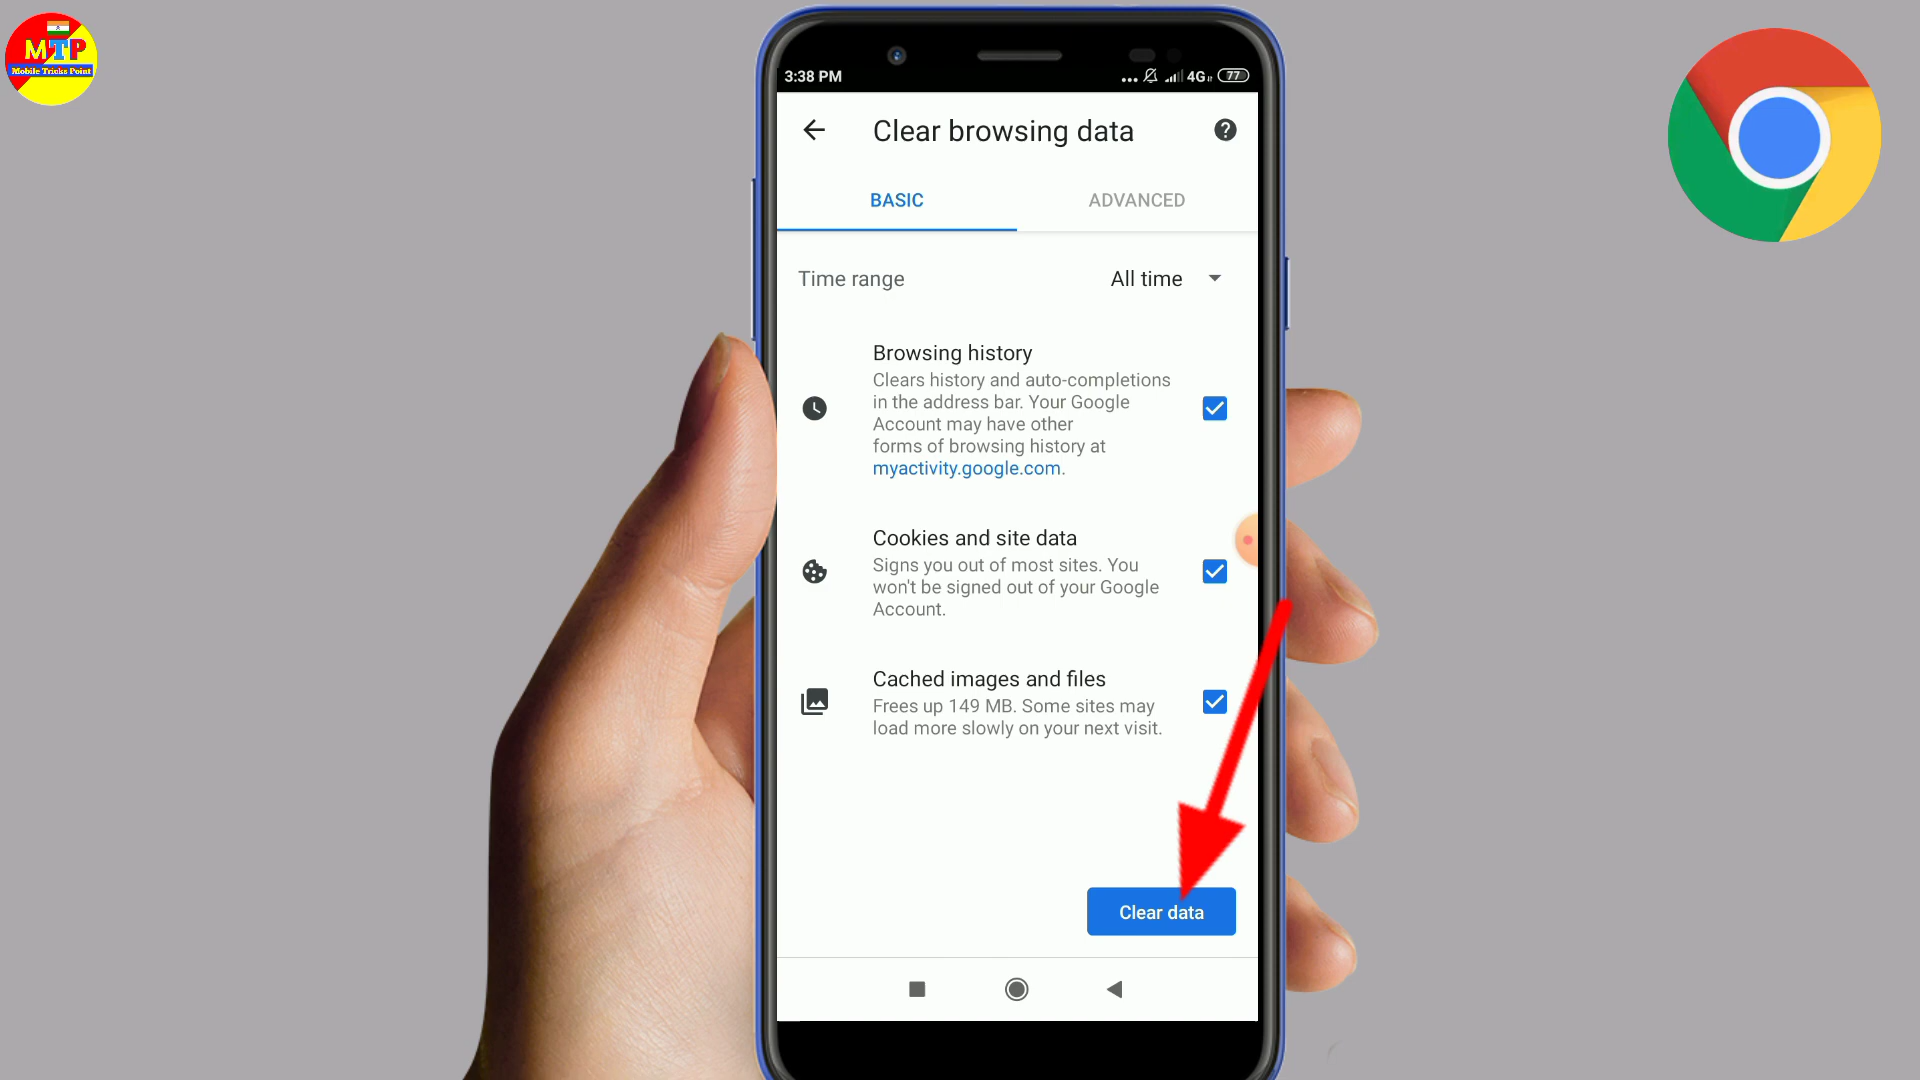 MTP
Mobile Tricks Point
3:38 PM
4G
77
Clear browsing data
BASIC
ADVANCED
Time range
All time
Browsing history
Clears history and auto-completions
in the address bar. Your Google
Account may have other
forms of browsing history at
myactivity.google.com.
Cookies and site data
Signs you out of most sites. You
won't be signed out of your Google
Account.
Cached images and files
Frees up 149 MB. Some sites may
load more slowly on your next visit.
Clear data